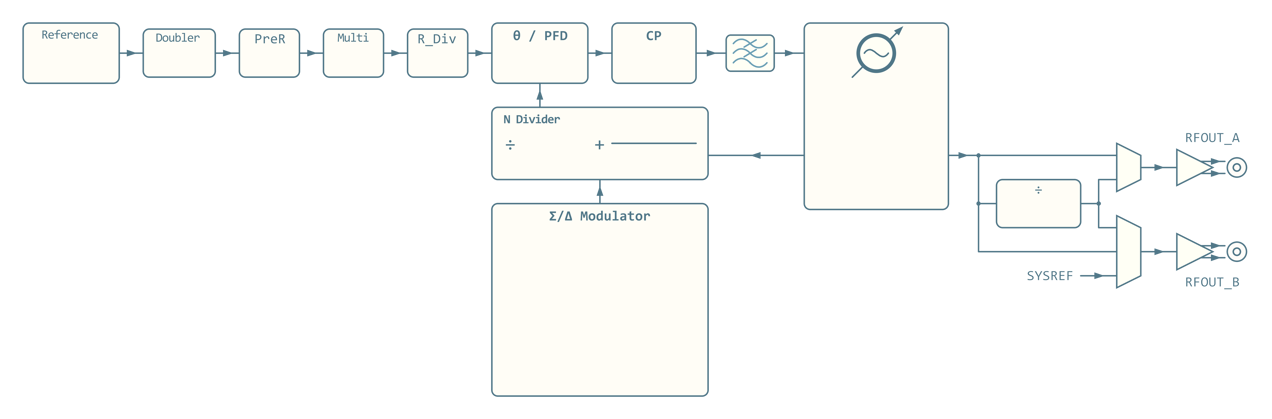 Reference
Doubler
PreR
Multi
R_Div
θ / PFD
CP
N Divider
÷ +
Σ/Δ Modulator
÷
RFOUT_A
SYSREF
RFOUT_B